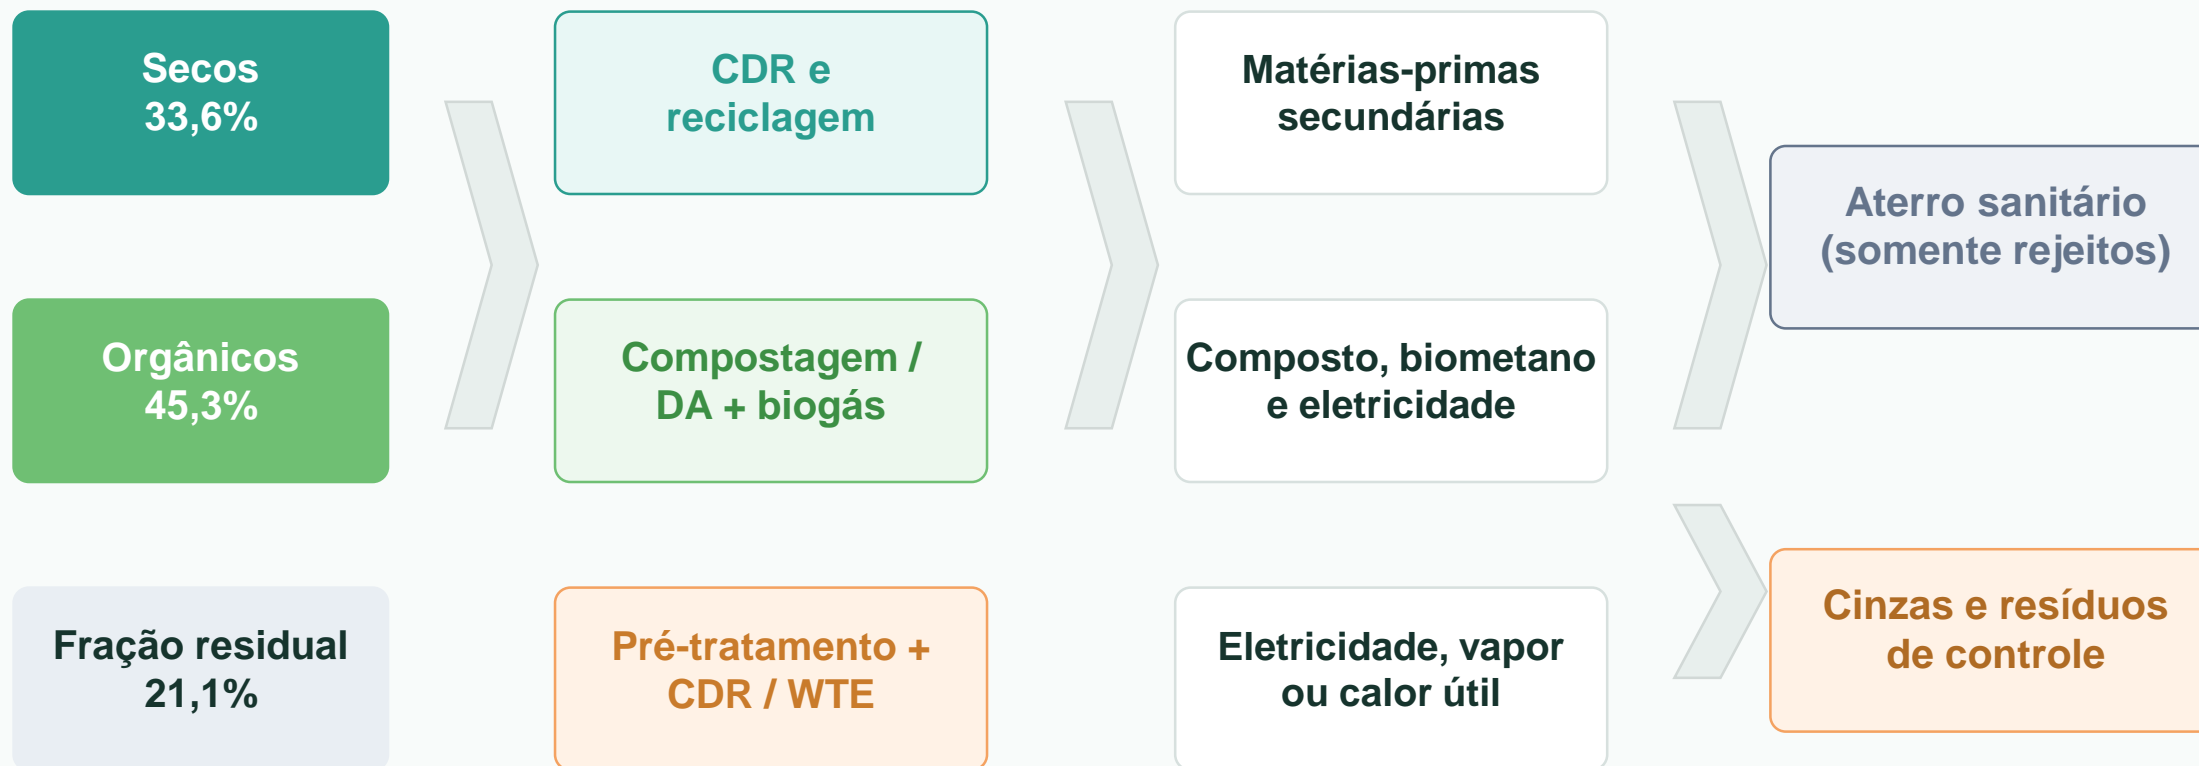 Secos
33,6%
CDR e
reciclagem
Matérias-primas
secundárias
Aterro sanitário
(somente rejeitos)
Orgânicos
45,3%
Compostagem /
DA + biogás
Composto, biometano
e eletricidade
Fração residual
21,1%
Pré-tratamento +
CDR / WTE
Eletricidade, vapor
ou calor útil
Cinzas e resíduos
de controle